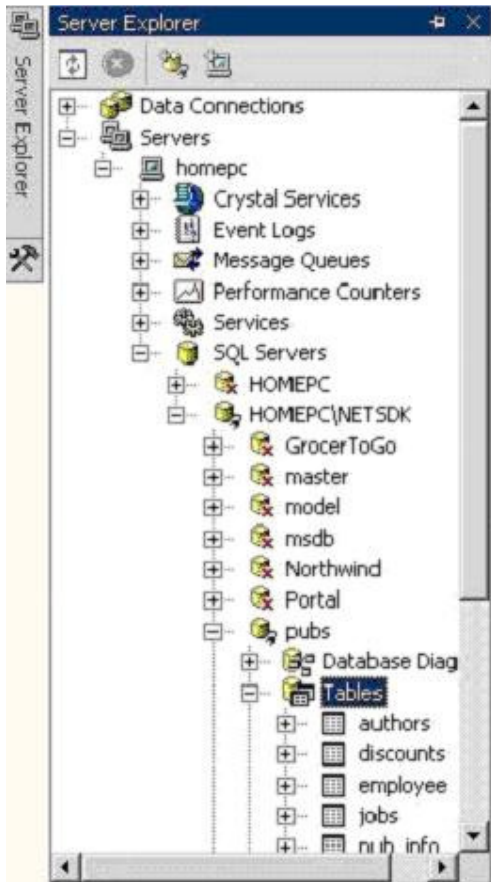 Server Explorer
Server Explorer
Data Connections
Servers
homepc
Crystal Services
Event Logs
Message Queues
Performance Counters
Services
SQL Servers
HOMEPC
HOMEPC\NETSDK
GrocerToGo
master
model
msdb
Northwind
Portal
pubs
Database Diag
Tables
authors
discounts
employee
jobs
pub_info